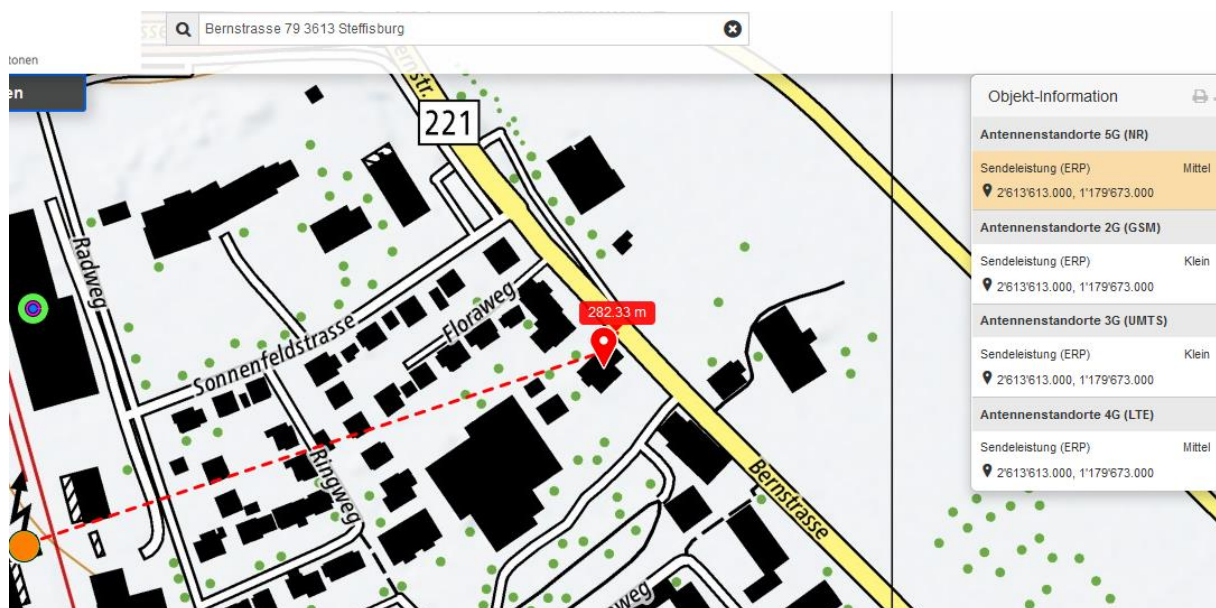 Bernstrasse 79 3613 Steffisburg
tonen
en
ernstr.
221
Objekt-Information
Antennenstandorte 5G (NR)
Sendeleistung (ERP) Mittel
2'613'613.000, 1'179'673.000
Antennenstandorte 2G (GSM)
Sendeleistung (ERP) Klein
2'613'613.000, 1'179'673.000
Antennenstandorte 3G (UMTS)
Sendeleistung (ERP) Klein
2'613'613.000, 1'179'673.000
Antennenstandorte 4G (LTE)
Sendeleistung (ERP) Mittel
2'613'613.000, 1'179'673.000
Radweg
282.33 m
Floraweg
Sonnenfeldstrasse
Ringweg
Bernstrasse
weg